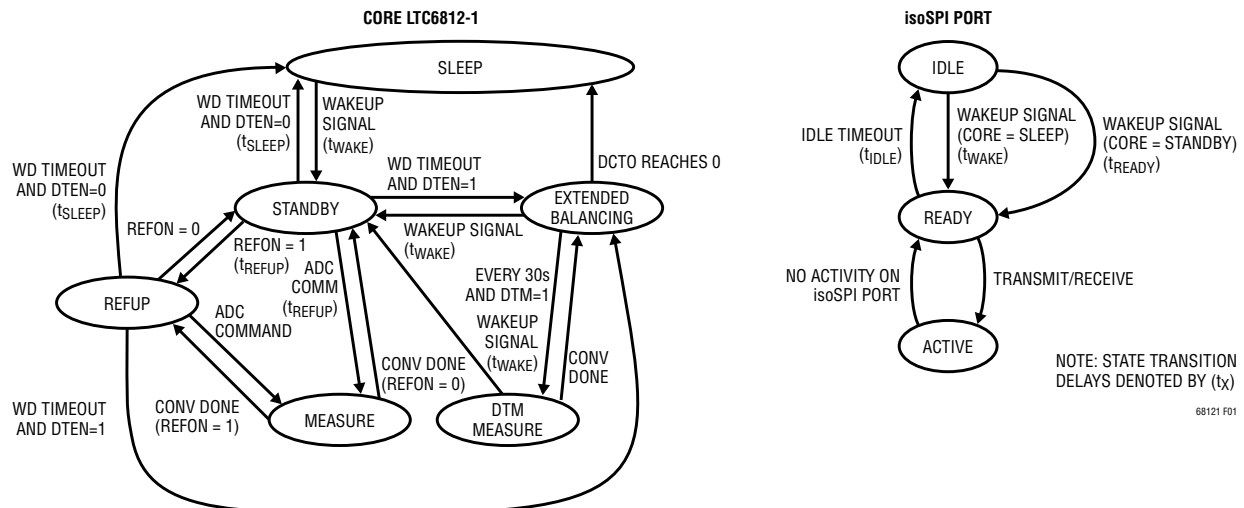 CORE LTC6812-1
isoSPI PORT
SLEEP
WD TIMEOUT
AND DTEN=0
(tSLEEP)
WAKEUP
SIGNAL
(tWAKE)
WD TIMEOUT
AND DTEN=0
(tSLEEP)
WD TIMEOUT
AND DTEN=1
DCTO REACHES 0
STANDBY
EXTENDED
BALANCING
REFON = 0
REFON = 1
(tREFUP)
WAKEUP SIGNAL
(tWAKE)
ADC
COMM
(tREFUP)
EVERY 30s
AND DTM=1
REFUP
ADC
COMMAND
WAKEUP
SIGNAL
(tWAKE)
CONV
DONE
CONV DONE
(REFON = 0)
WD TIMEOUT
AND DTEN=1
CONV DONE
(REFON = 1)
MEASURE
DTM
MEASURE
IDLE
IDLE TIMEOUT
(tIDLE)
WAKEUP SIGNAL
(CORE = SLEEP)
(tWAKE)
WAKEUP SIGNAL
(CORE = STANDBY)
(tREADY)
READY
NO ACTIVITY ON
isoSPI PORT
TRANSMIT/RECEIVE
ACTIVE
NOTE: STATE TRANSITION
DELAYS DENOTED BY (tX)
68121 F01